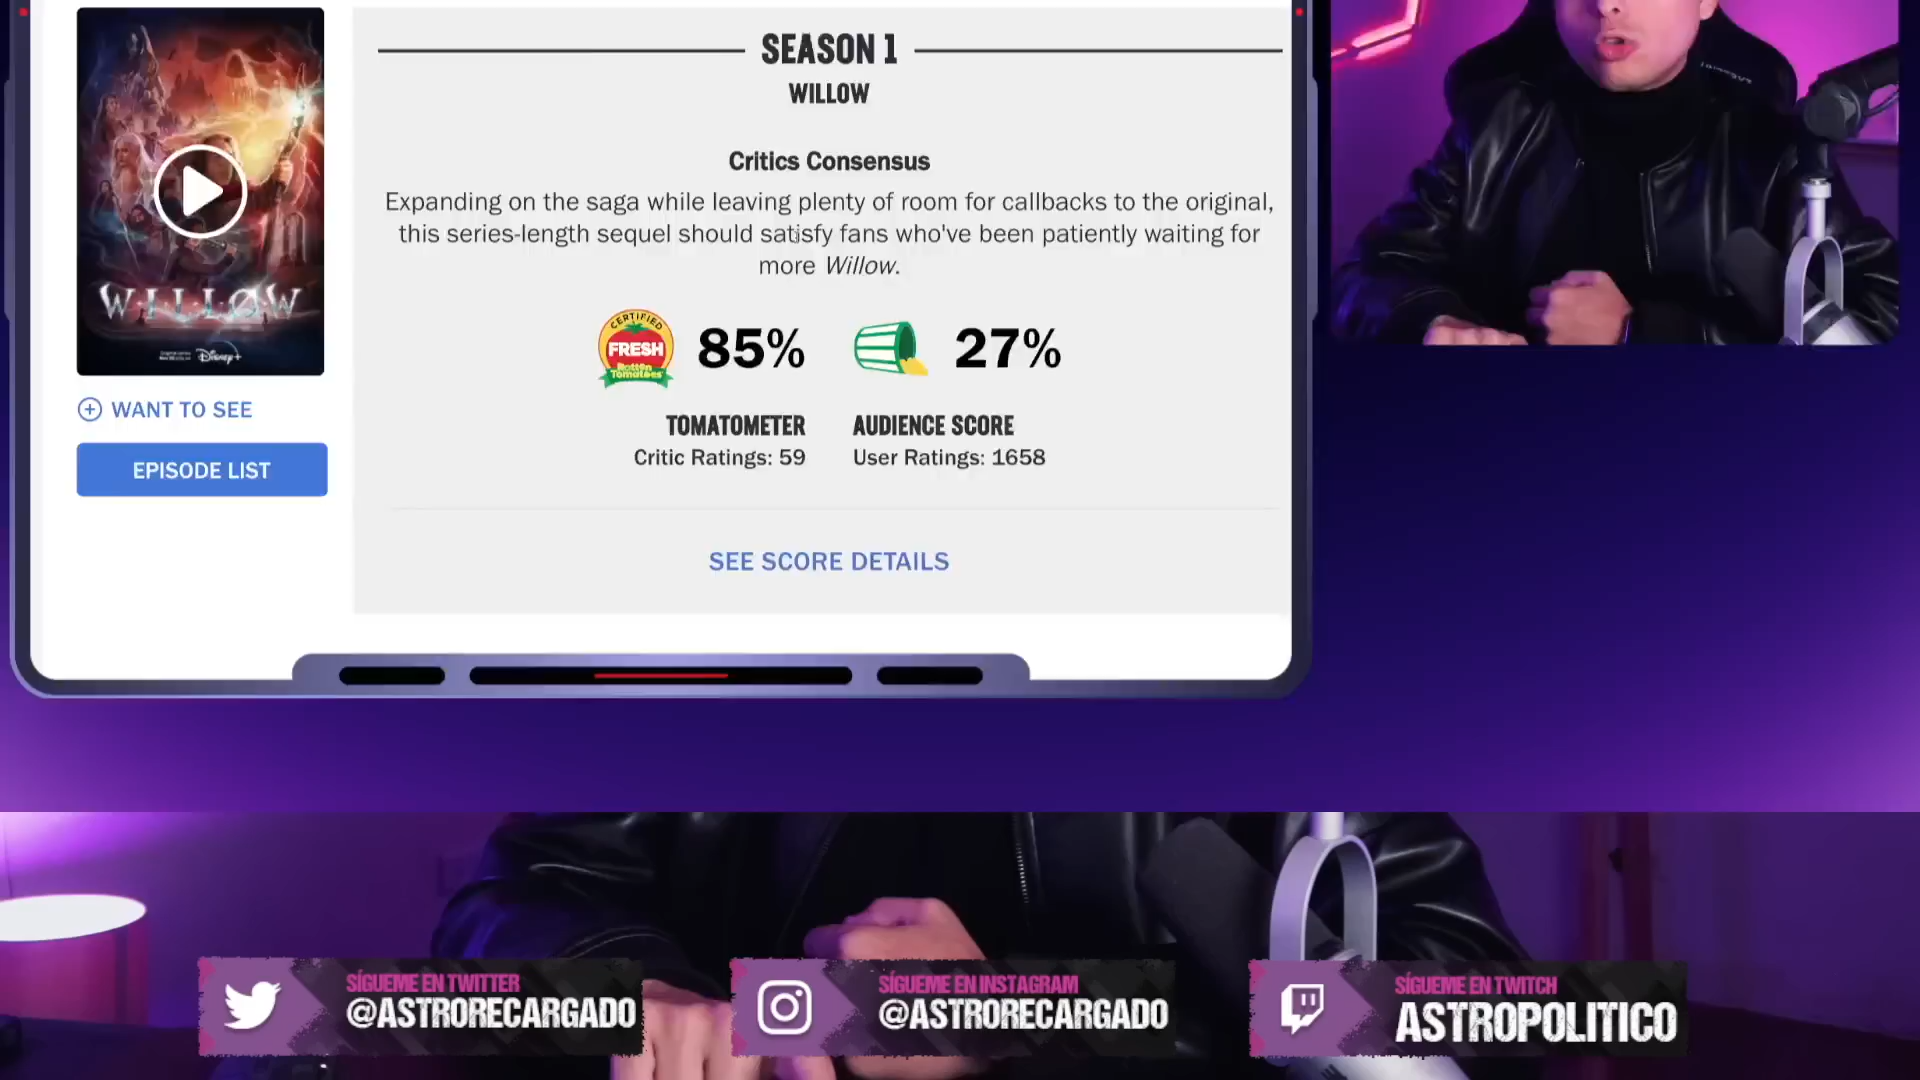 SEASON 1
WILLOW
Critics Consensus
Expanding on the saga while leaving plenty of room for callbacks to the original,
this series-length sequel should satisfy fans who've been patiently waiting for
more Willow.
WILLOW
Disney+
CERTIFIED
FRESH
Rotten
Tomatoes
85%
27%
WANT TO SEE
TOMATOMETER
AUDIENCE SCORE
Critic Ratings: 59
User Ratings: 1658
EPISODE LIST
SEE SCORE DETAILS
SÍGUEME EN TWITTER
@ASTRORECARGADO
SÍGUEME EN INSTAGRAM
@ASTRORECARGADO
SÍGUEME EN TWITCH
ASTROPOLITICO